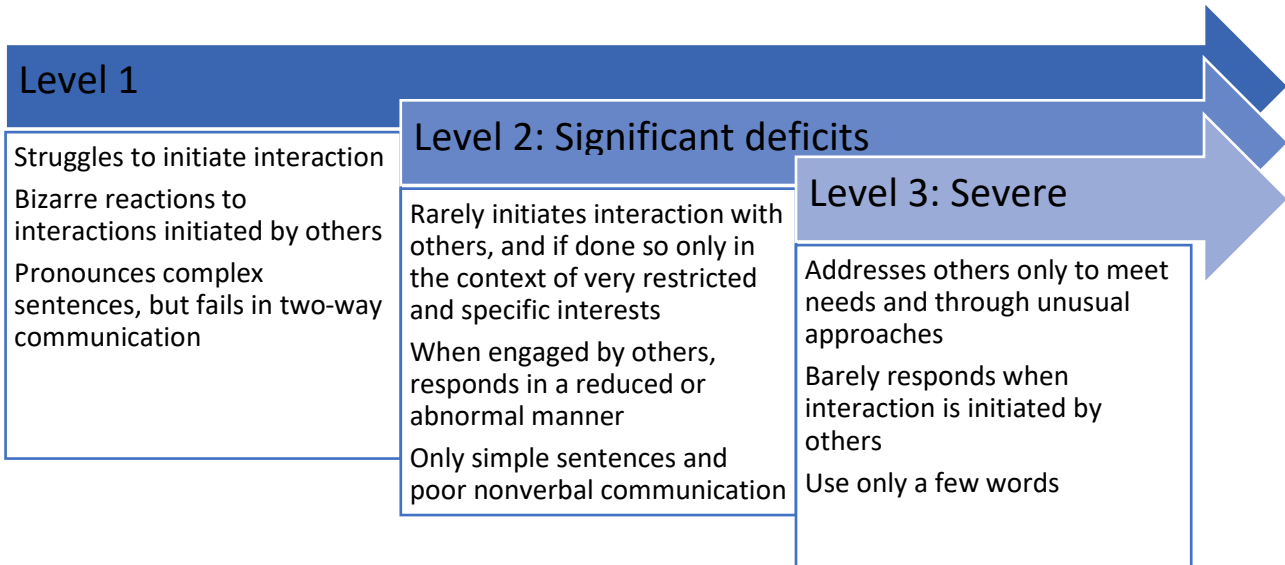 Level 1
Struggles to initiate interaction
Bizarre reactions to
interactions initiated by others
Pronounces complex
sentences, but fails in two-way
communication
Level 2: Significant deficits
Rarely initiates interaction with
others, and if done so only in
the context of very restricted
and specific interests
When engaged by others,
responds in a reduced or
abnormal manner
Only simple sentences and
poor nonverbal communication
Level 3: Severe
Addresses others only to meet
needs and through unusual
approaches
Barely responds when
interaction is initiated by
others
Use only a few words